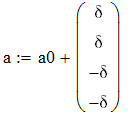 a := a0 + ( δ
δ
-δ
-δ )